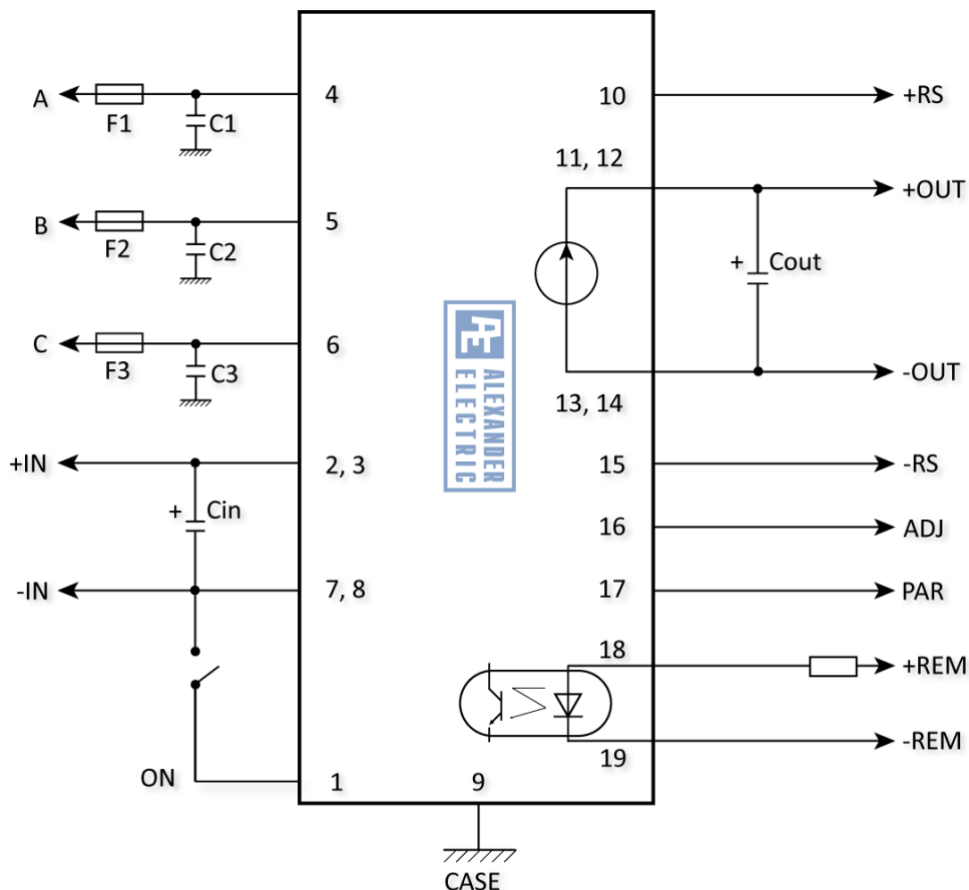 A
F1
C1
4
10
+RS
11, 12
+OUT
B
F2
C2
5
+
Cout
C
F3
C3
6
-OUT
13, 14
AE
ALEXANDER
ELECTRIC
+IN
2, 3
15
-RS
+
Cin
16
ADJ
-IN
7, 8
17
PAR
18
+REM
19
-REM
ON
1
9
CASE